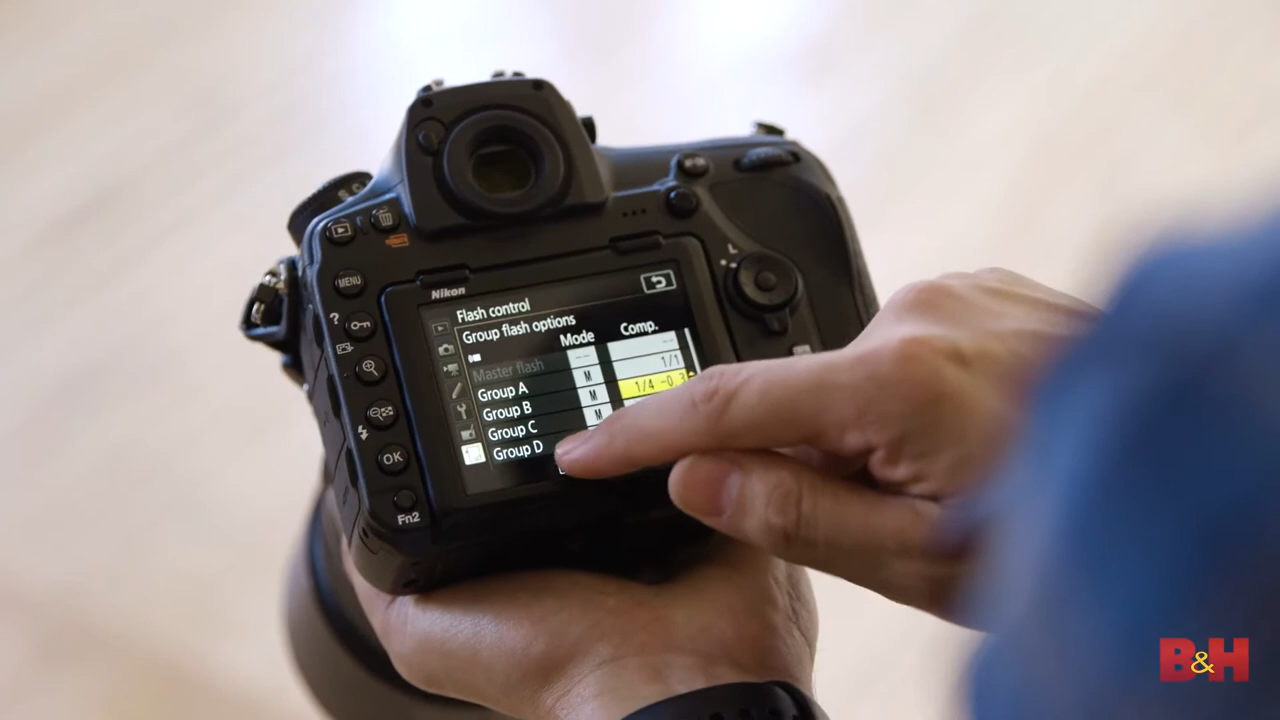 Nikon
Flash control
Group flash options
Mode Comp.
Master flash -- ---
Group A M 1/1
Group B M 1/4 -0.3
Group C
Group D
MENU
?
OK
Fn2
L
B&H